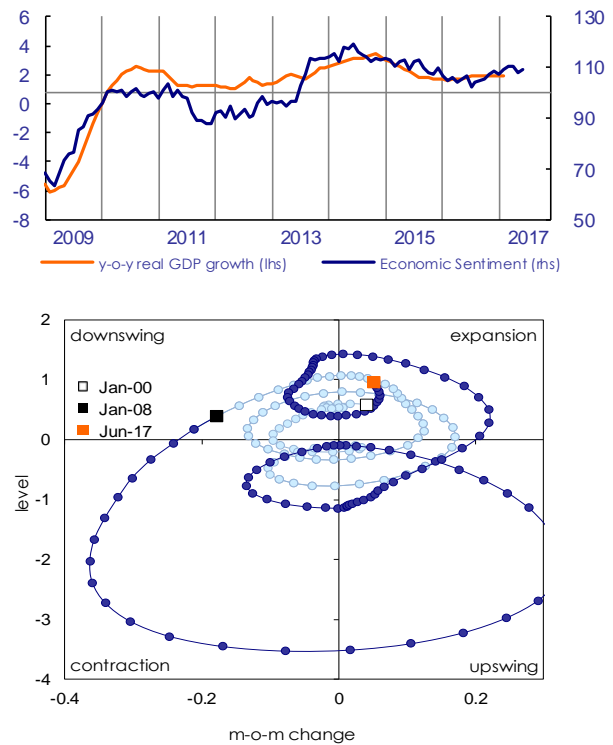 6
4
2
0
-2
-4
-6
-8
130
110
90
70
50
2009 2011 2013 2015 2017
y-o-y real GDP growth (lhs) Economic Sentiment (rhs)
2
1
0
-1
-2
-3
-4
level
downswing expansion
Jan-00
Jan-08
Jun-17
contraction upswing
-0.4 -0.2 0 0.2
m-o-m change